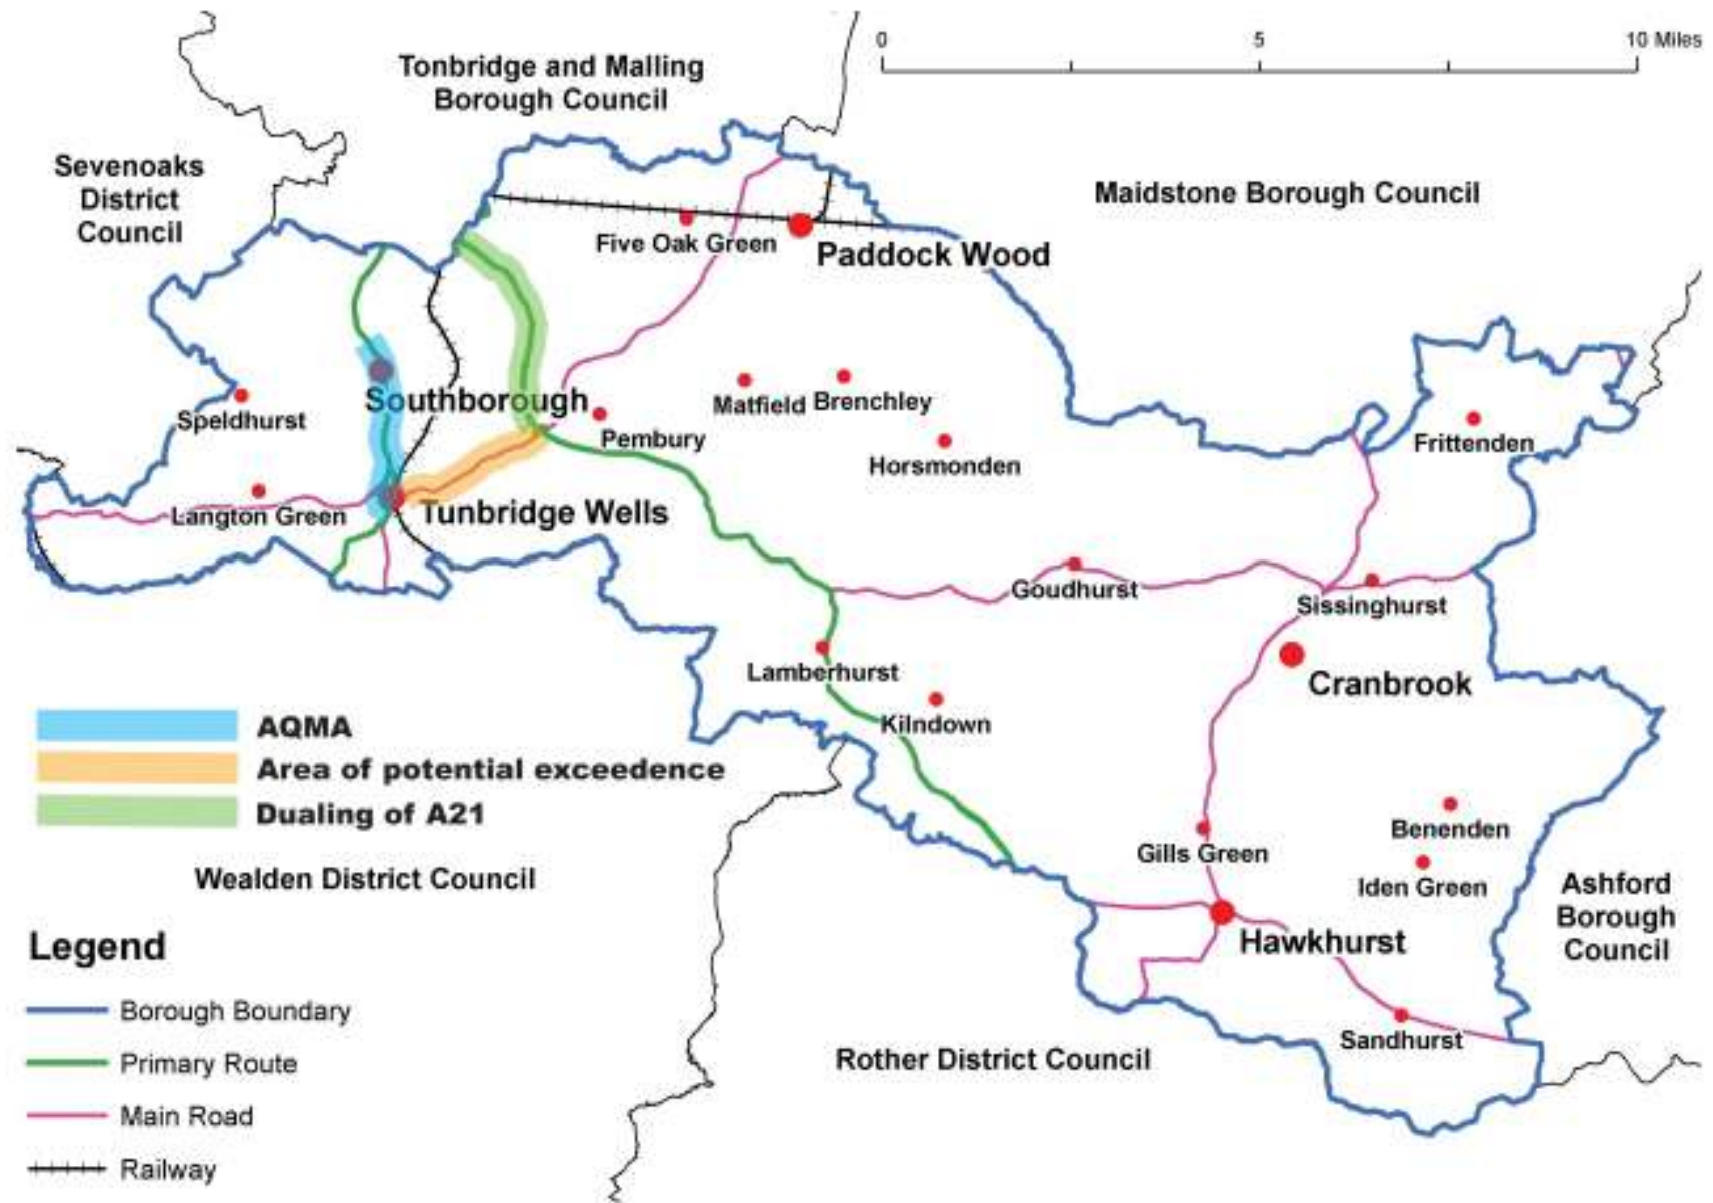 0
5
10 Miles
Tonbridge and Malling
Borough Council
Sevenoaks
District
Council
Maidstone Borough Council
Five Oak Green
Paddock Wood
Southborough
Speldhurst
Matfield
Brenchley
Pembury
Frittenden
Horsmonden
Langton Green
Tunbridge Wells
Goudhurst
Sissinghurst
Lamberhurst
Cranbrook
Kilndown
AQMA
Area of potential exceedence
Dualing of A21
Benenden
Gills Green
Iden Green
Wealden District Council
Ashford
Borough
Council
Hawkhurst
Legend
Borough Boundary
Sandhurst
Rother District Council
Primary Route
Main Road
Railway